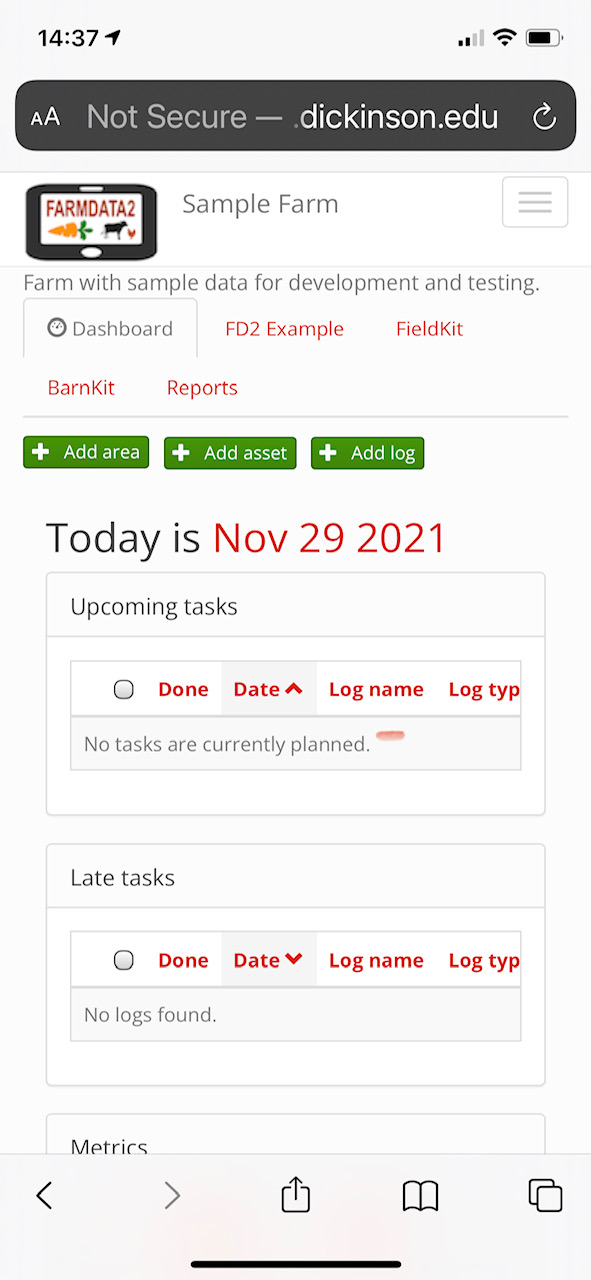 14:37
AA Not Secure — .dickinson.edu
FARMDATA2
Sample Farm
Farm with sample data for development and testing.
Dashboard FD2 Example FieldKit
BarnKit Reports
Add area Add asset Add log
Today is Nov 29 2021
Upcoming tasks
Done Date Log name Log typ
No tasks are currently planned.
Late tasks
Done Date Log name Log typ
No logs found.
Metrics